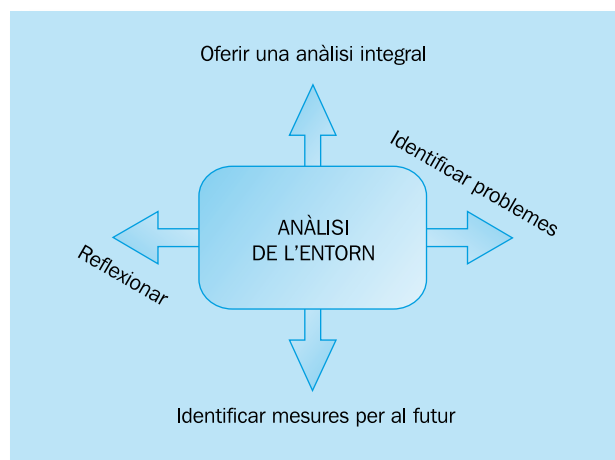 Oferir una anàlisi integral
Identificar problemes
ANÀLISI
DE L'ENTORN
Reflexionar
Identificar mesures per al futur